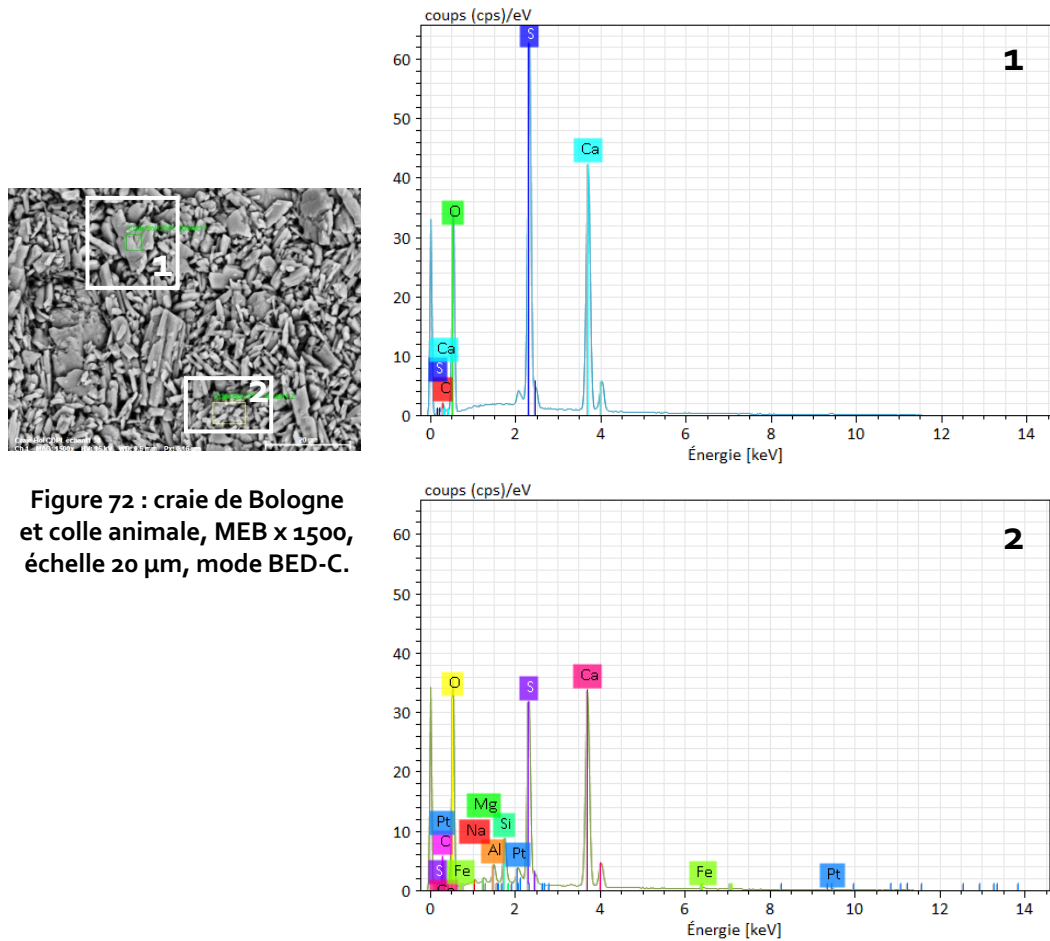 coups (cps)/eV
1
60
50
40
30
20
10
0
S
Ca
O
Ca
S
C
0
2
4
6
8
10
12
14
Énergie [keV]
1
2
Figure 72 : craie de Bologne
et colle animale, MEB x 1500,
échelle 20 µm, mode BED-C.
coups (cps)/eV
2
60
50
40
30
20
10
0
O
S
Ca
Mg
Si
Pt
Na
C
Al
Pt
S
Fe
Fe
Pt
0
2
4
6
8
10
12
14
Énergie [keV]